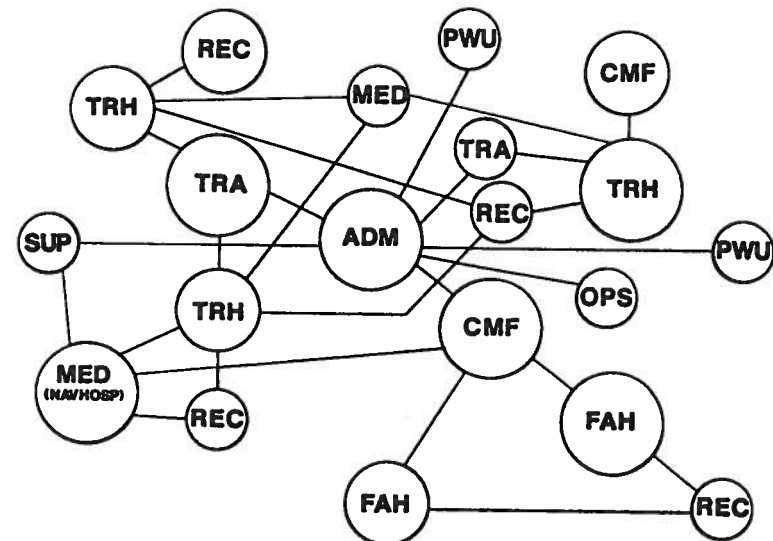 REC
PWU
CMF
TRH
MED
TRA
TRH
TRA
REC
ADM
SUP
PWU
OPS
TRH
CMF
MED
(NAVHOSP)
REC
FAH
FAH
REC